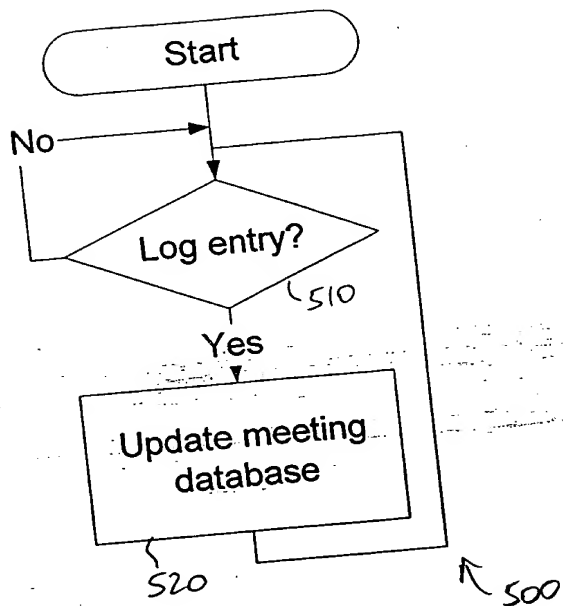 Start
No
Log entry?
510
Yes
Update meeting
database
520
500